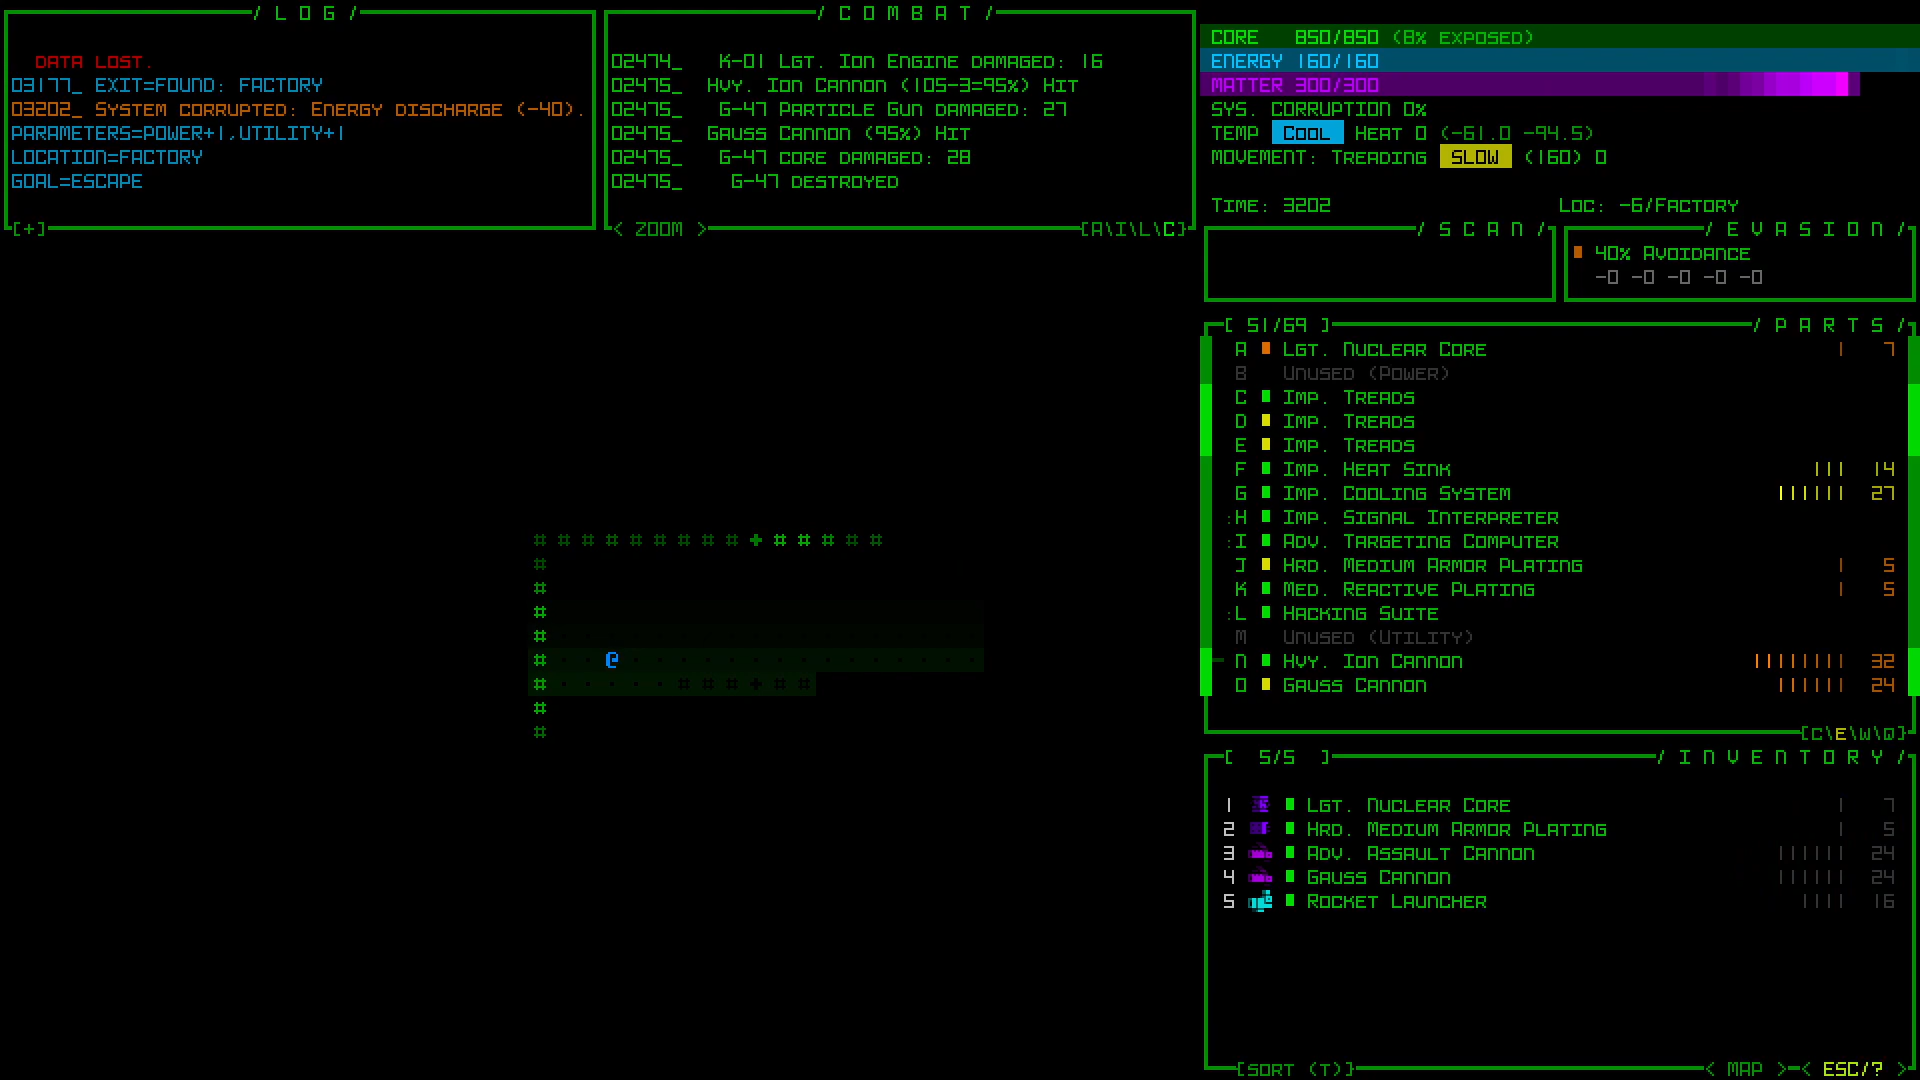 / L O G /
DATA LOST.
03177_ EXIT=FOUND: FACTORY
03202_ SYSTEM CORRUPTED: ENERGY DISCHARGE (-40).
PARAMETERS=POWER+1,UTILITY+1
LOCATION=FACTORY
GOAL=ESCAPE
[+]
/ C O M B A T /
02474_ K-01 LGT. ION ENGINE DAMAGED: 16
02475_ HVY. ION CANNON (105-3=95%) HIT
02475_ G-47 PARTICLE GUN DAMAGED: 27
02475_ GAUSS CANNON (95%) HIT
02475_ G-47 CORE DAMAGED: 28
02475_ G-47 DESTROYED
< ZOOM >
[A\I\L\C]
CORE 850/850 (8% EXPOSED)
ENERGY 160/160
MATTER 300/300
SYS. CORRUPTION 0%
TEMP COOL HEAT 0 (-61.0 -94.5)
MOVEMENT: TREADING SLOW (160) 0
TIME: 3202 LOC: -6/FACTORY
/ S C A N /
/ E V A S I O N /
40% AVOIDANCE
-0 -0 -0 -0 -0
[ 51/69 ] / P A R T S /
A LGT. NUCLEAR CORE | 7
B UNUSED (POWER)
C IMP. TREADS
D IMP. TREADS
E IMP. TREADS
F IMP. HEAT SINK ||| 14
G IMP. COOLING SYSTEM |||||| 27
:H IMP. SIGNAL INTERPRETER
:I ADV. TARGETING COMPUTER
J HRD. MEDIUM ARMOR PLATING | 5
K MED. REACTIVE PLATING | 5
:L HACKING SUITE
M UNUSED (UTILITY)
N HVY. ION CANNON |||||||| 32
O GAUSS CANNON |||||| 24
[C\E\W\Q]
[ 5/5 ] / I N V E N T O R Y /
1 LGT. NUCLEAR CORE | 7
2 HRD. MEDIUM ARMOR PLATING | 5
3 ADV. ASSAULT CANNON |||||| 24
4 GAUSS CANNON |||||| 24
5 ROCKET LAUNCHER |||| 16
[SORT (T)] < MAP > < ESC/? >
# # # # # # # # # + # # # # #
#
#
#
#
# @
# # # # + # #
#
#